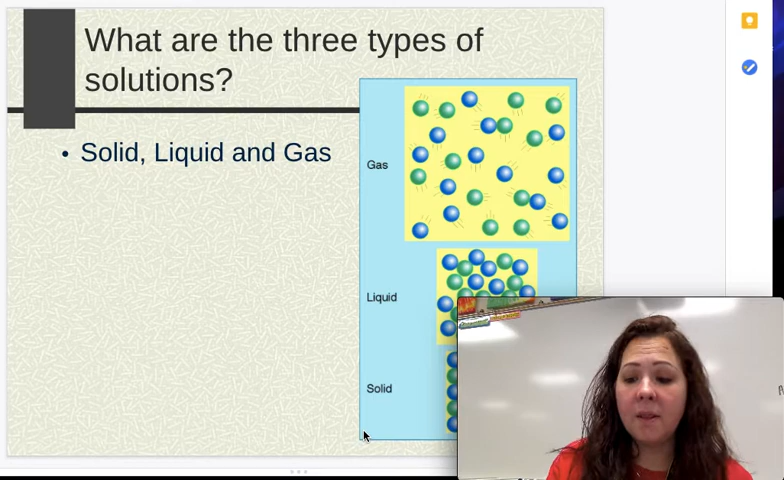 What are the three types of
solutions?
• Solid, Liquid and Gas
Gas
Liquid
Solid